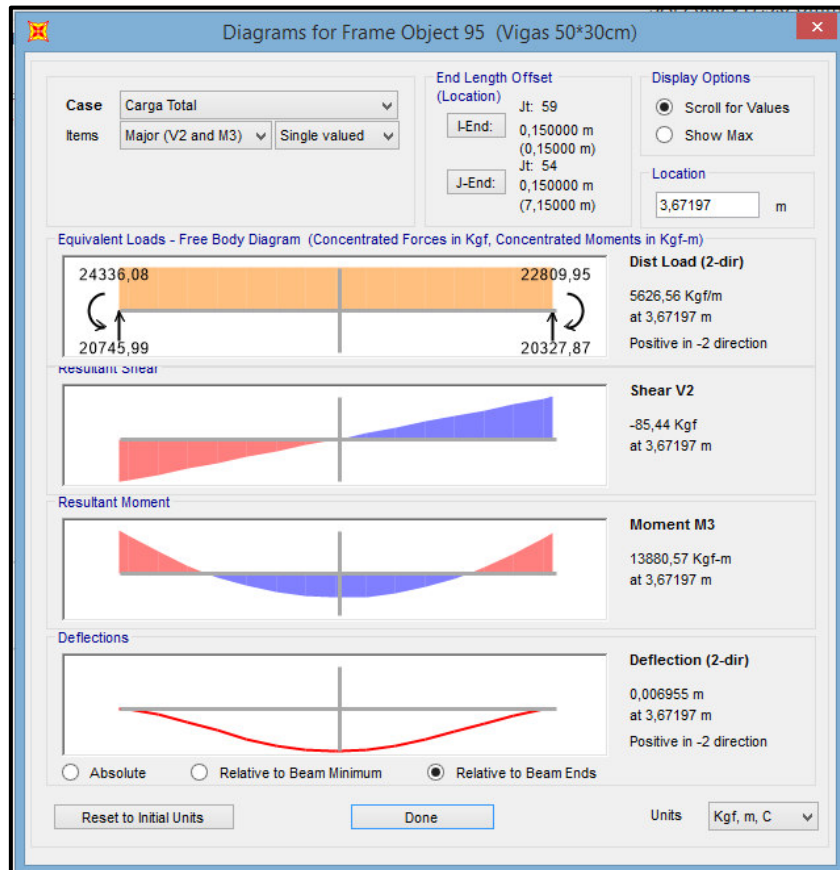 Diagrams for Frame Object 95 (Vigas 50*30cm)
Case
Carga Total
Items
Major (V2 and M3)
Single valued
End Length Offset
(Location)
Jt: 59
I-End:
0,150000 m
(0,15000 m)
Jt: 54
J-End:
0,150000 m
(7,15000 m)
Display Options
Scroll for Values
Show Max
Location
3,67197 m
Equivalent Loads - Free Body Diagram (Concentrated Forces in Kgf, Concentrated Moments in Kgf-m)
24336,08
22809,95
20745,99
20327,87
Dist Load (2-dir)
5626,56 Kgf/m
at 3,67197 m
Positive in -2 direction
Resultant Shear
Shear V2
-85,44 Kgf
at 3,67197 m
Resultant Moment
Moment M3
13880,57 Kgf-m
at 3,67197 m
Deflections
Deflection (2-dir)
0,006955 m
at 3,67197 m
Positive in -2 direction
Absolute
Relative to Beam Minimum
Relative to Beam Ends
Reset to Initial Units
Done
Units
Kgf, m, C